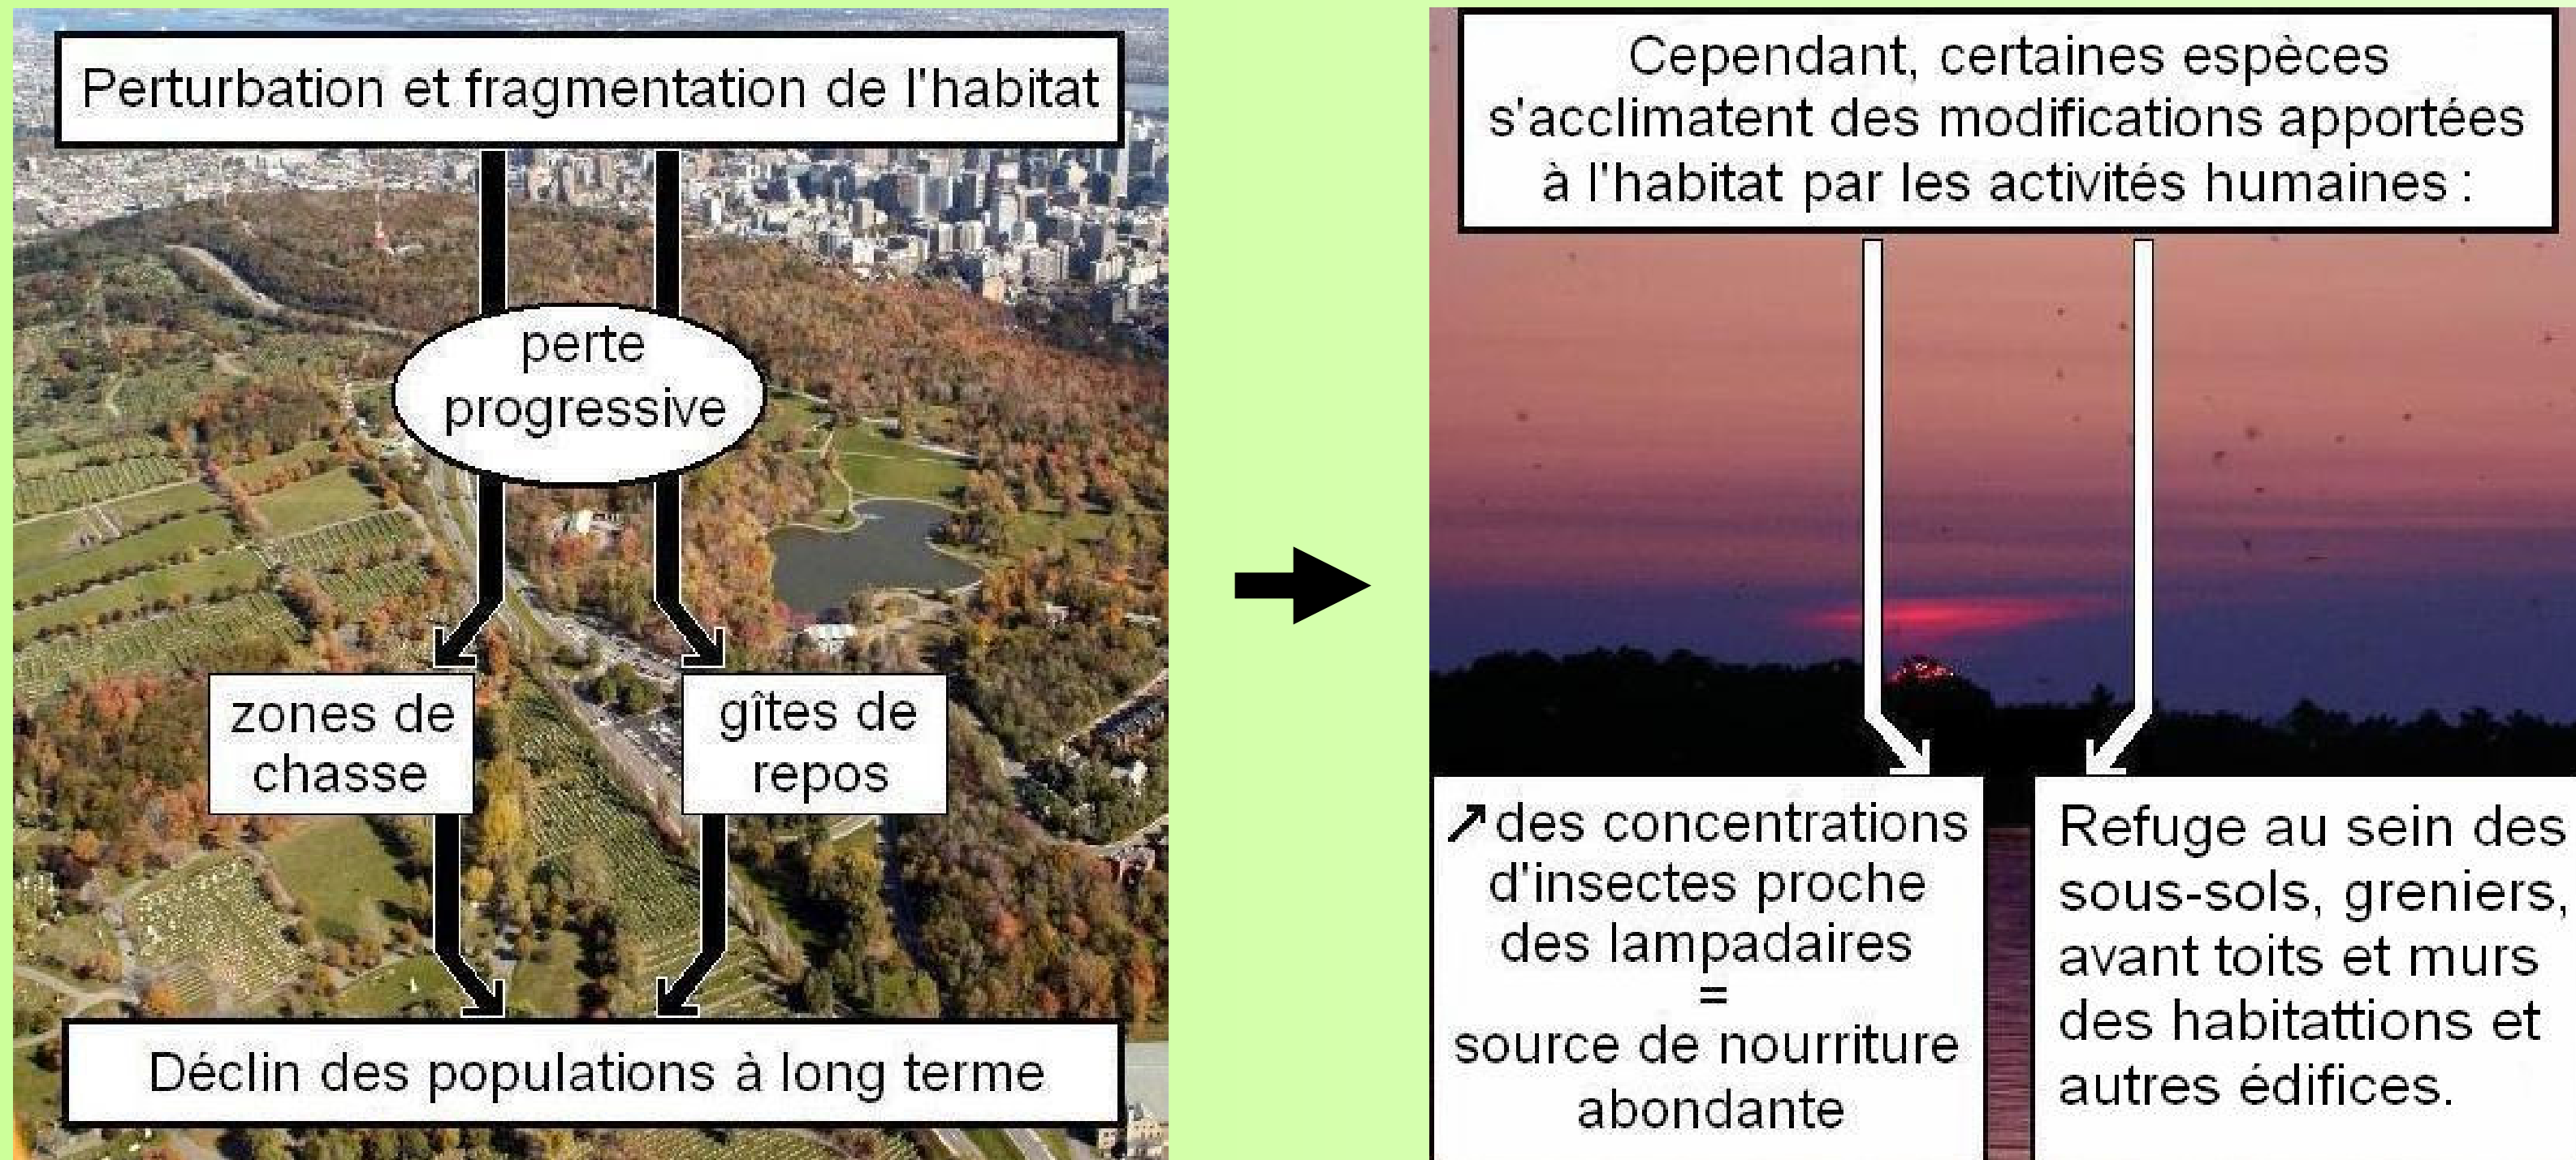 Perturbation et fragmentation de l'habitat
perte
progressive
zones de
chasse
gîtes de
repos
Déclin des populations à long terme
Cependant, certaines espèces
s'acclimatent des modifications apportées
à l'habitat par les activités humaines :
↗ des concentrations
d'insectes proche
des lampadaires
=
source de nourriture
abondante
Refuge au sein des
sous-sols, greniers,
avant toits et murs
des habitattions et
autres édifices.